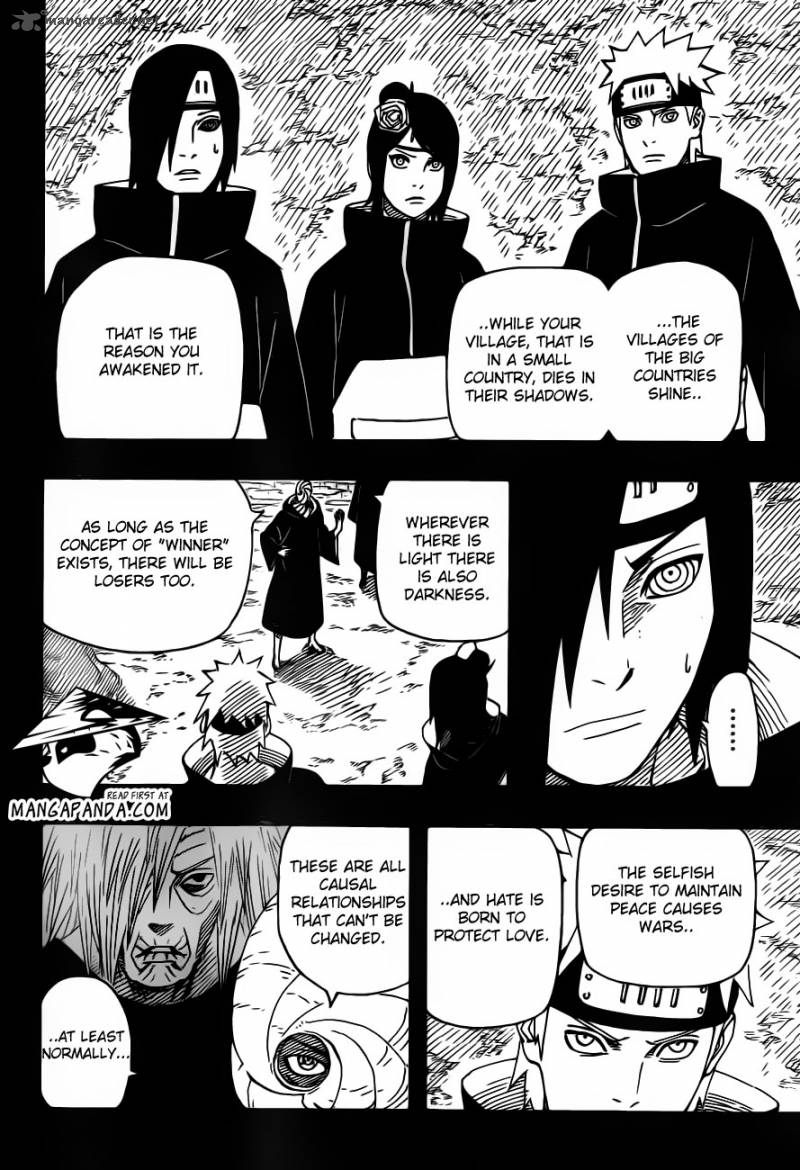 mangareader.net
...THE
VILLAGES OF
THE BIG
COUNTRIES
SHINE..
..WHILE YOUR
VILLAGE, THAT IS
IN A SMALL
COUNTRY, DIES IN
THEIR SHADOWS.
THAT IS THE
REASON YOU
AWAKENED IT.
.......
WHEREVER
THERE IS
LIGHT THERE
IS ALSO
DARKNESS.
AS LONG AS THE
CONCEPT OF "WINNER"
EXISTS, THERE WILL BE
LOSERS TOO.
READ FIRST AT
MANGAPANDA.COM
THE SELFISH
DESIRE TO MAINTAIN
PEACE CAUSES
WARS..
..AND HATE IS
BORN TO
PROTECT LOVE.
THESE ARE ALL
CAUSAL
RELATIONSHIPS
THAT CAN'T BE
CHANGED.
..AT LEAST
NORMALLY...